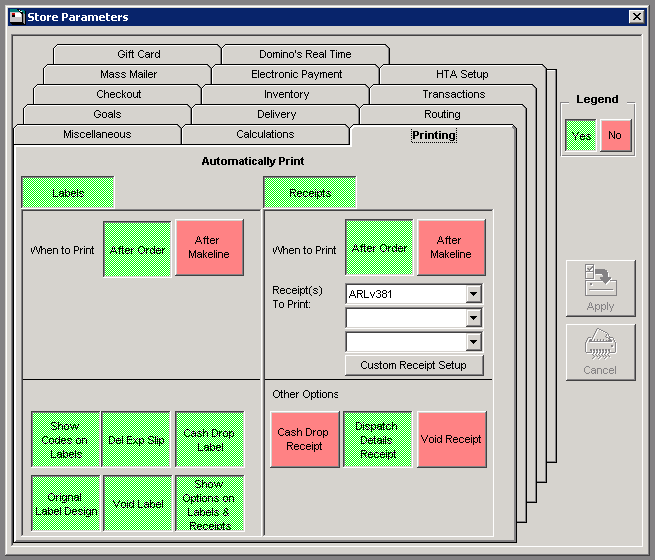 Store Parameters
Gift Card
Domino's Real Time
Mass Mailer
Electronic Payment
HTA Setup
Checkout
Inventory
Transactions
Goals
Delivery
Routing
Miscellaneous
Calculations
Printing
Legend
Yes
No
Automatically Print
Labels
Receipts
When to Print
After Order
After
Makeline
When to Print
After Order
After
Makeline
Receipt(s)
To Print:
ARLv381
Custom Receipt Setup
Apply
Cancel
Show
Codes on
Labels
Del Exp Slip
Cash Drop
Label
Orignal
Label Design
Void Label
Show
Options on
Labels &
Receipts
Other Options
Cash Drop
Receipt
Dispatch
Details
Receipt
Void Receipt